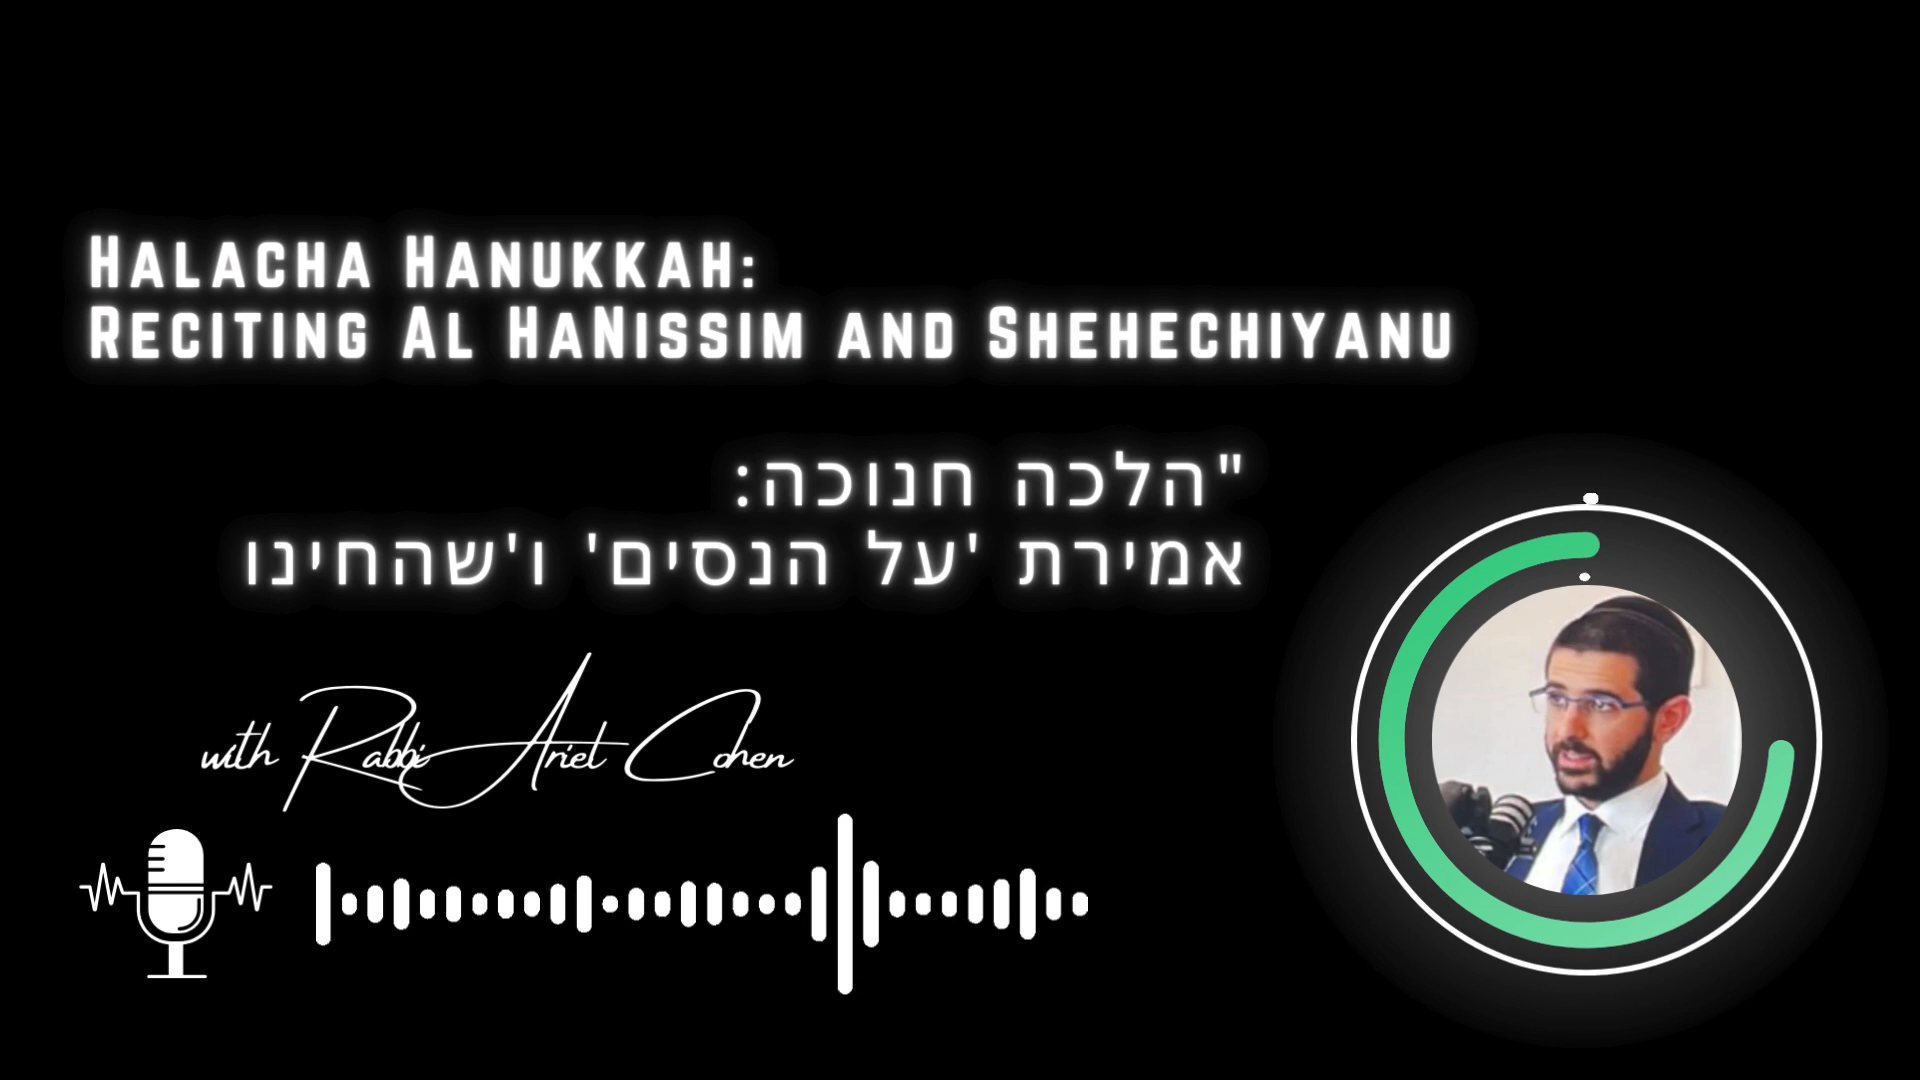 Halacha Hanukkah:
Reciting Al HaNissim and Shehechiyanu
"הלכה חנוכה:
אמירת 'על הנסים' ו'שהחינו
with Rabbi Ariel Cohen